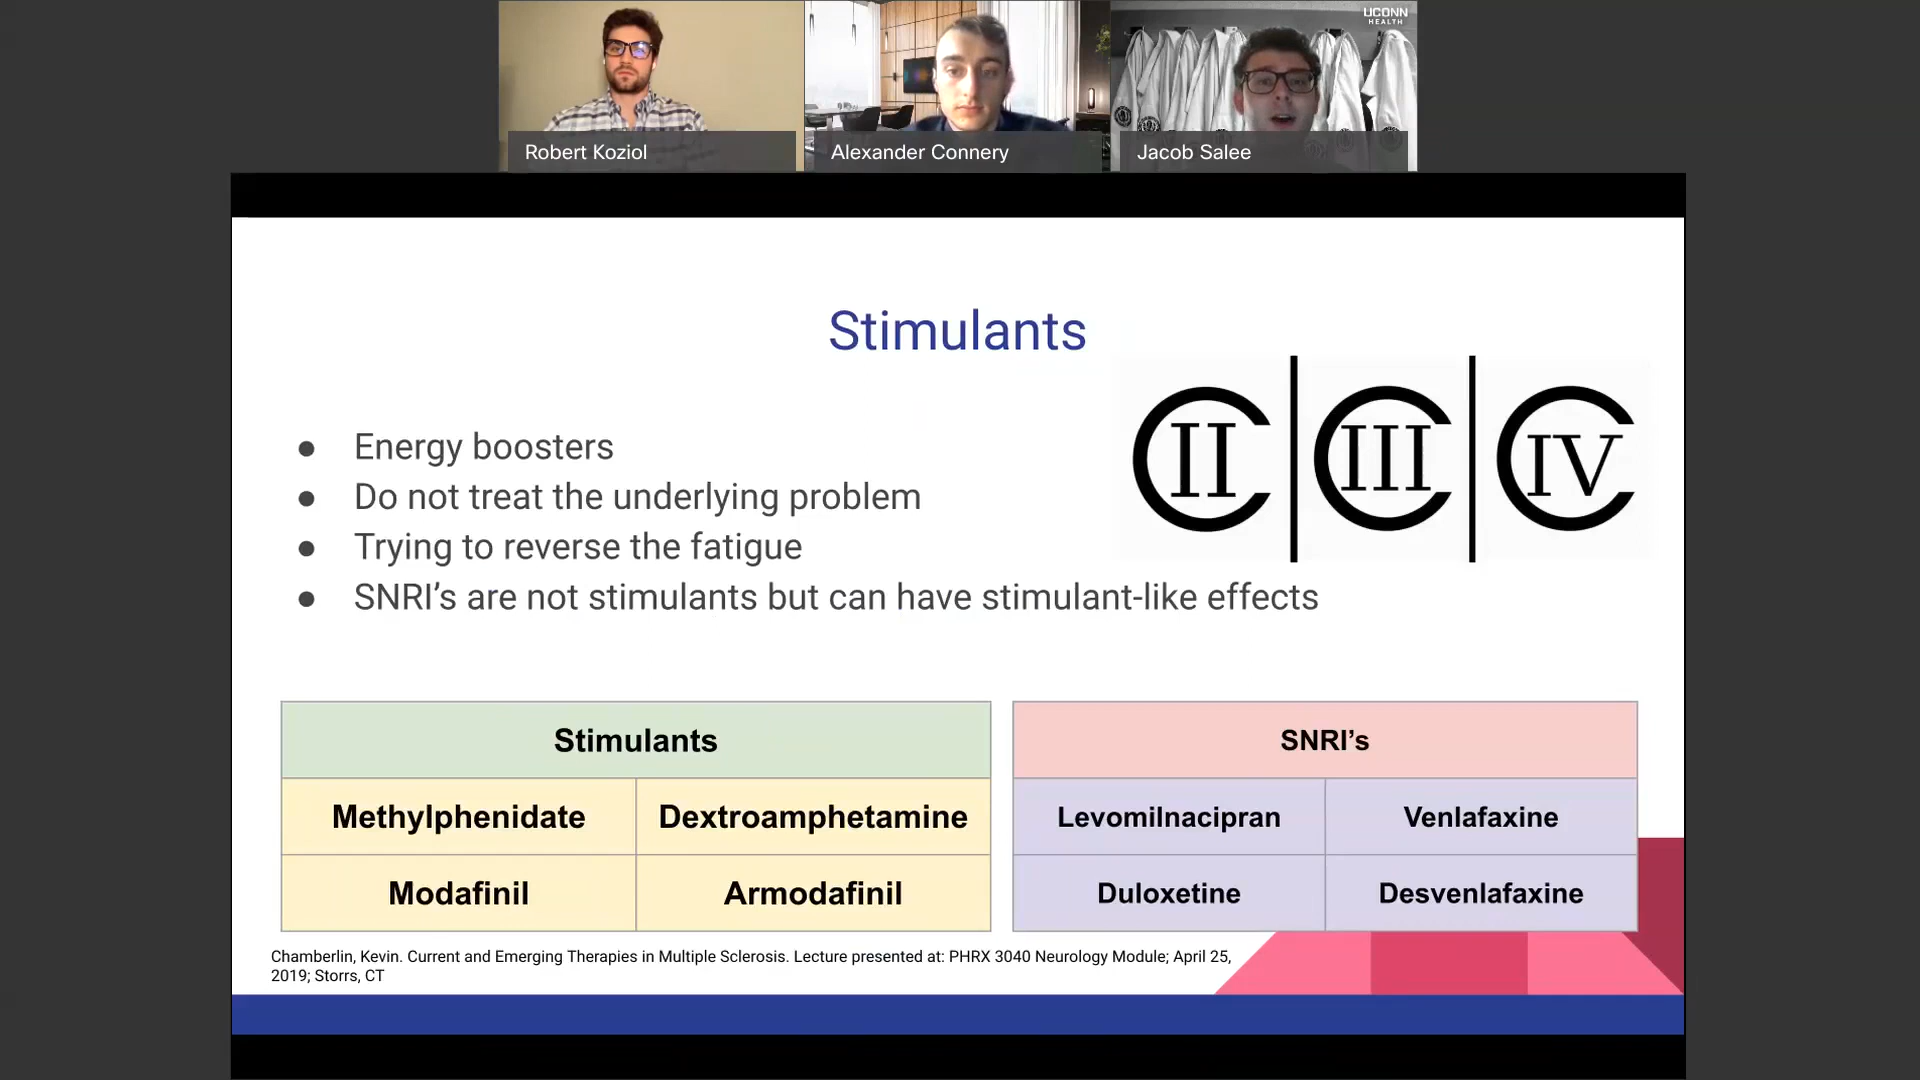 UCONN
HEALTH
Robert Koziol
Alexander Connery
Jacob Salee
Stimulants
CII CIII CIV
● Energy boosters
● Do not treat the underlying problem
● Trying to reverse the fatigue
● SNRI’s are not stimulants but can have stimulant-like effects
Stimulants
Methylphenidate Dextroamphetamine
Modafinil Armodafinil
SNRI’s
Levomilnacipran Venlafaxine
Duloxetine Desvenlafaxine
Chamberlin, Kevin. Current and Emerging Therapies in Multiple Sclerosis. Lecture presented at: PHRX 3040 Neurology Module; April 25,
2019; Storrs, CT